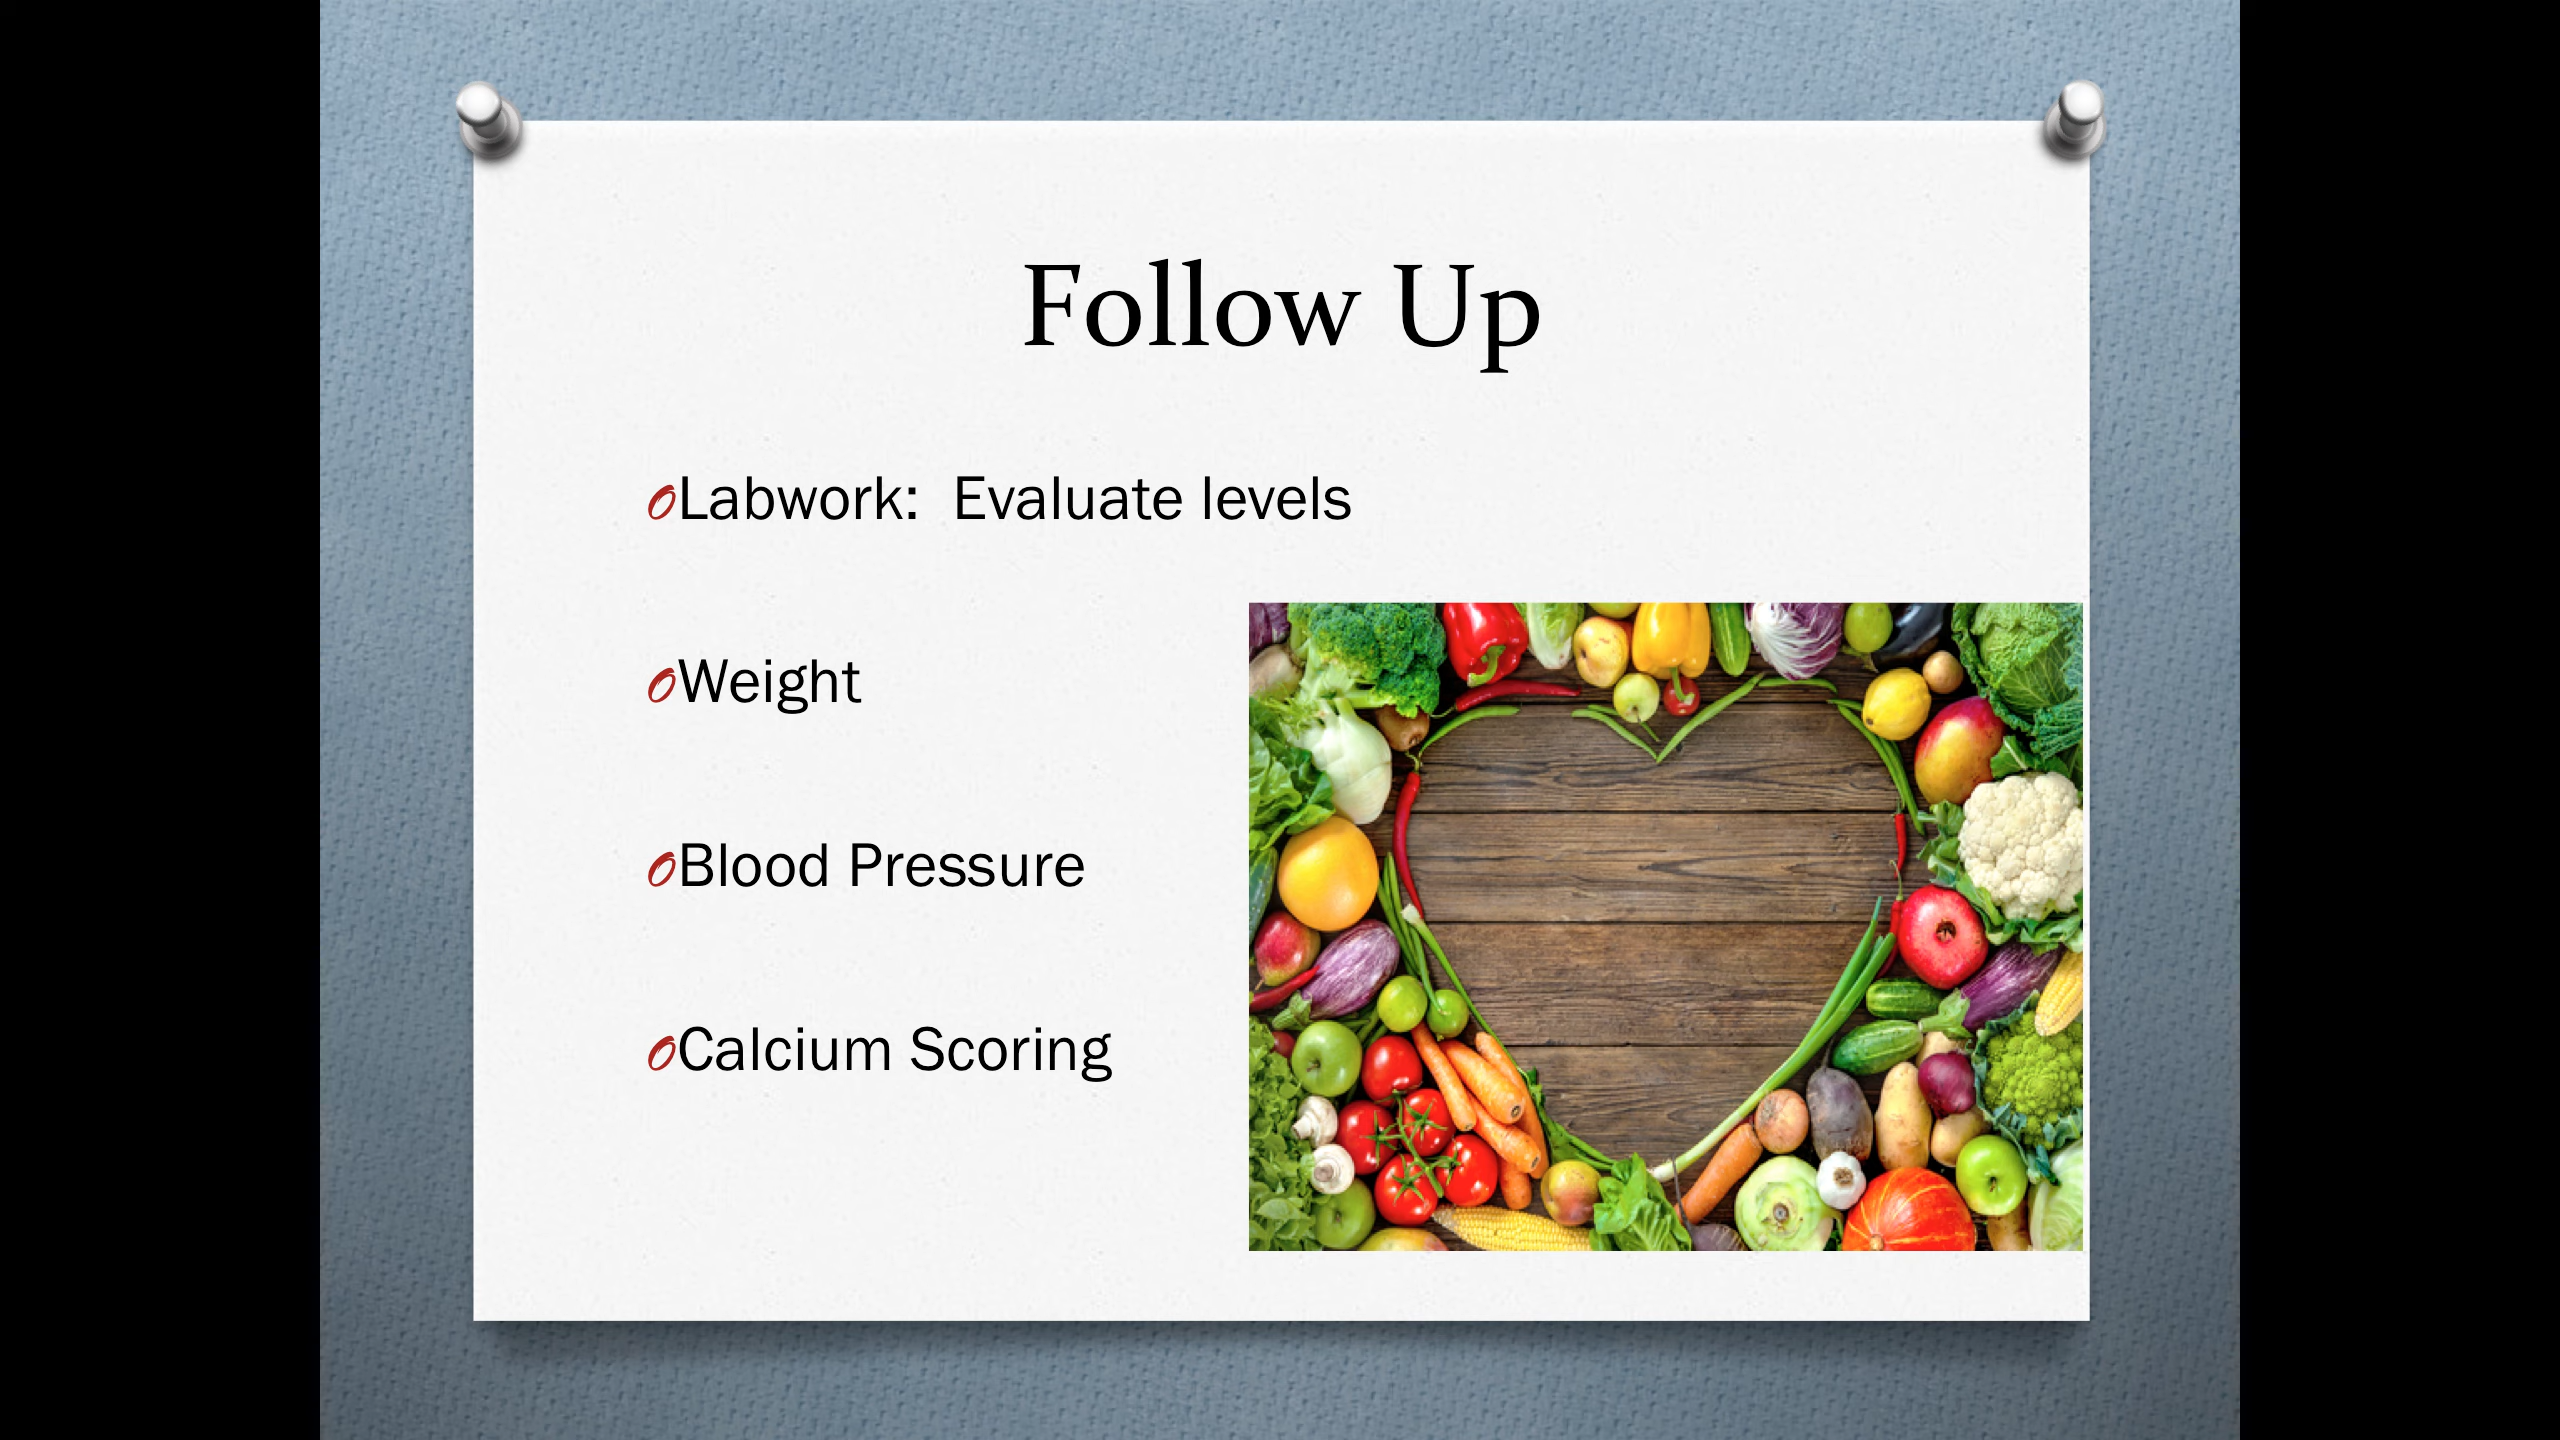 Follow Up
Labwork:  Evaluate levels
Weight
Blood Pressure
Calcium Scoring